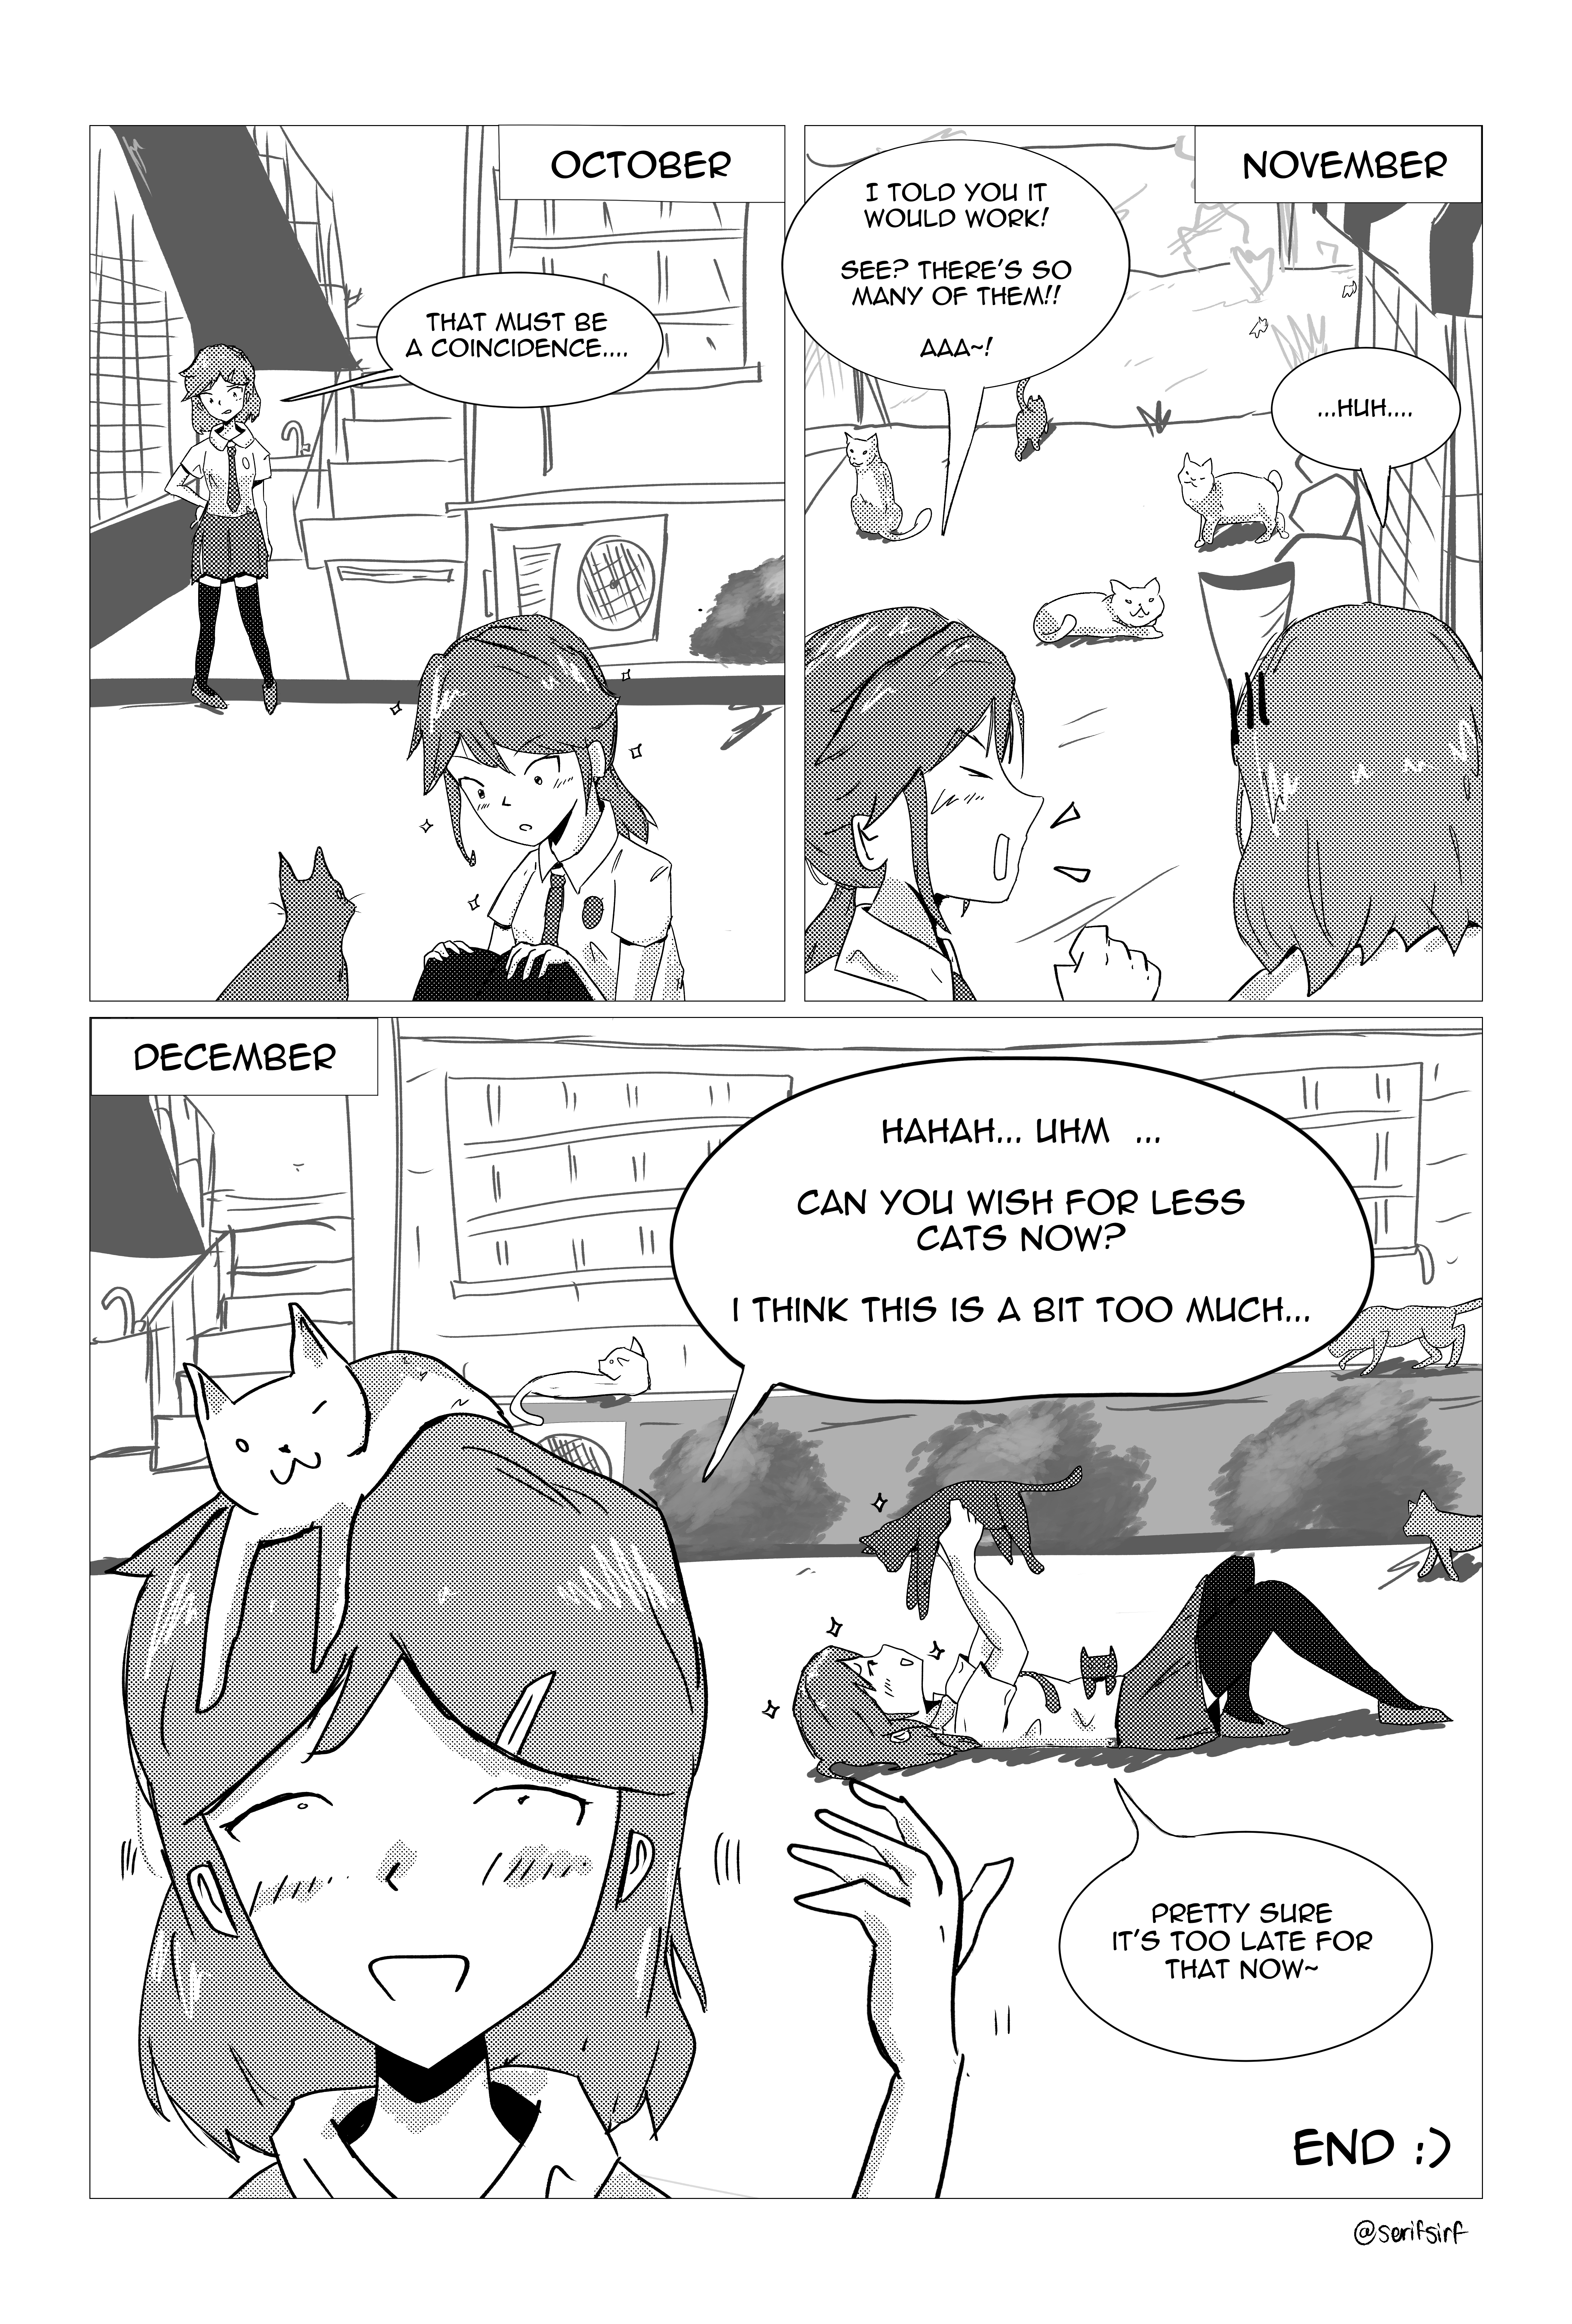 OCTOBER
THAT MUST BE
A COINCIDENCE....
NOVEMBER
I TOLD YOU IT
WOULD WORK!
SEE? THERE'S SO
MANY OF THEM!!
AAA~!
...HUH....
DECEMBER
HAHAH... UHM ...
CAN YOU WISH FOR LESS
CATS NOW?
I THINK THIS IS A BIT TOO MUCH...
PRETTY SURE
IT'S TOO LATE FOR
THAT NOW~
END :)
@serifsirf